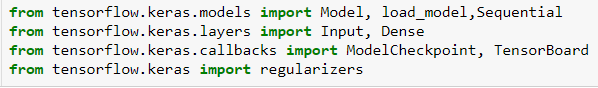 from tensorflow.keras.models import Model, load_model,Sequential
from tensorflow.keras.layers import Input, Dense
from tensorflow.keras.callbacks import ModelCheckpoint, TensorBoard
from tensorflow.keras import regularizers